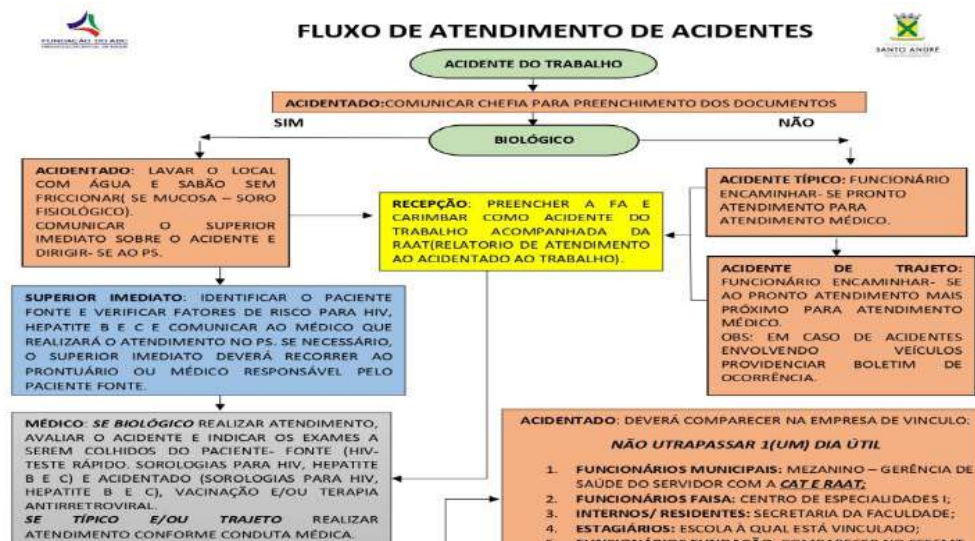 FLUXO DE ATENDIMENTO DE ACIDENTES
FUNDAÇÃO DO ABC
SANTO ANDRÉ
ACIDENTE DO TRABALHO
ACIDENTADO:COMUNICAR CHEFIA PARA PREENCHIMENTO DOS DOCUMENTOS
SIM
NÃO
BIOLÓGICO
ACIDENTADO: LAVAR O LOCAL
COM ÁGUA E SABÃO SEM
FRICCIONAR( SE MUCOSA – SORO
FISIOLÓGICO).
COMUNICAR O SUPERIOR
IMEDIATO SOBRE O ACIDENTE E
DIRIGIR- SE AO PS.
RECEPÇÃO: PREENCHER A FA E
CARIMBAR COMO ACIDENTE DO
TRABALHO ACOMPANHADA DA
RAAT(RELATORIO DE ATENDIMENTO
AO ACIDENTADO AO TRABALHO).
ACIDENTE TÍPICO: FUNCIONÁRIO
ENCAMINHAR- SE PRONTO
ATENDIMENTO PARA
ATENDIMENTO MÉDICO.
ACIDENTE DE TRAJETO:
FUNCIONÁRIO ENCAMINHAR- SE
AO PRONTO ATENDIMENTO MAIS
PRÓXIMO PARA ATENDIMENTO
MÉDICO.
OBS: EM CASO DE ACIDENTES
ENVOLVENDO VEÍCULOS
PROVIDENCIAR BOLETIM DE
OCORRÊNCIA.
SUPERIOR IMEDIATO: IDENTIFICAR O PACIENTE
FONTE E VERIFICAR FATORES DE RISCO PARA HIV,
HEPATITE B E C E COMUNICAR AO MÉDICO QUE
REALIZARÁ O ATENDIMENTO NO PS. SE NECESSÁRIO,
O SUPERIOR IMEDIATO DEVERÁ RECORRER AO
PRONTUÁRIO OU MÉDICO RESPONSÁVEL PELO
PACIENTE FONTE.
MÉDICO: SE BIOLÓGICO REALIZAR ATENDIMENTO,
AVALIAR O ACIDENTE E INDICAR OS EXAMES A
SEREM COLHIDOS DO PACIENTE- FONTE (HIV-
TESTE RÁPIDO. SOROLOGIAS PARA HIV, HEPATITE
B E C) E ACIDENTADO (SOROLOGIAS PARA HIV,
HEPATITE B E C), VACINAÇÃO E/OU TERAPIA
ANTIRRETROVIRAL.
SE TÍPICO E/OU TRAJETO REALIZAR
ATENDIMENTO CONFORME CONDUTA MÉDICA.
ACIDENTADO: DEVERÁ COMPARECER NA EMPRESA DE VINCULO:
NÃO UTRAPASSAR 1(UM) DIA ÚTIL
1. FUNCIONÁRIOS MUNICIPAIS: MEZANINO – GERÊNCIA DE
SAÚDE DO SERVIDOR COM A CAT E RAAT;
2. FUNCIONÁRIOS FAISA: CENTRO DE ESPECIALIDADES I;
3. INTERNOS/ RESIDENTES: SECRETARIA DA FACULDADE;
4. ESTAGIÁRIOS: ESCOLA À QUAL ESTÁ VINCULADO;